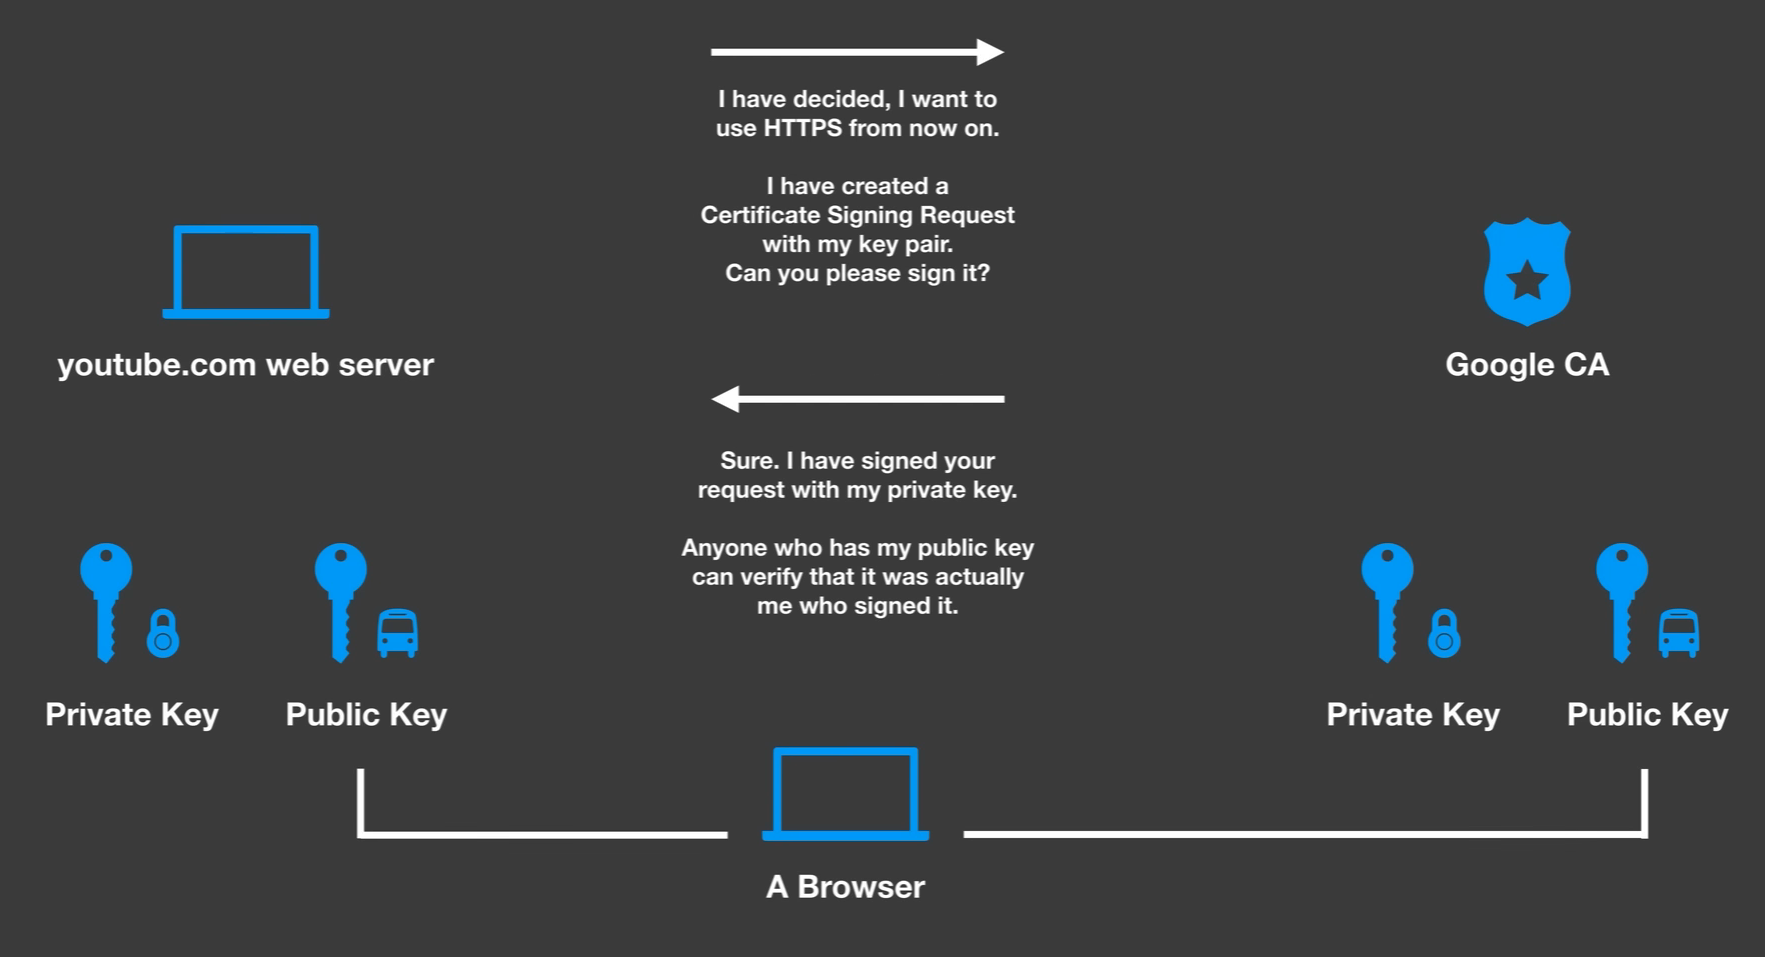 I have decided, I want to
use HTTPS from now on.
I have created a
Certificate Signing Request
with my key pair.
Can you please sign it?
youtube.com web server
Google CA
Sure. I have signed your
request with my private key.
Anyone who has my public key
can verify that it was actually
me who signed it.
Private Key
Public Key
Private Key
Public Key
A Browser